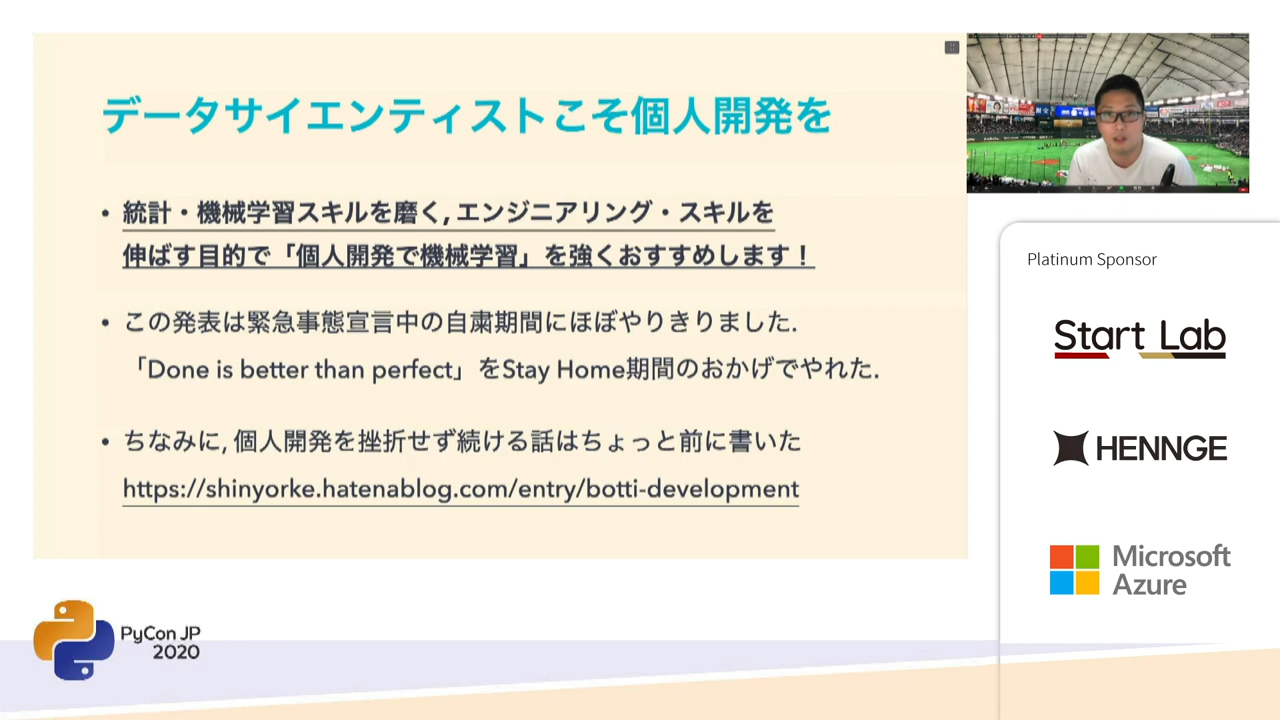 データサイエンティストこそ個人開発を
• 統計・機械学習スキルを磨く, エンジニアリング・スキルを
伸ばす目的で「個人開発で機械学習」を強くおすすめします！
• この発表は緊急事態宣言中の自粛期間にほぼやりきりました.
「Done is better than perfect」をStay Home期間のおかげでやれた.
• ちなみに, 個人開発を挫折せず続ける話はちょっと前に書いた
https://shinyorke.hatenablog.com/entry/botti-development
Platinum Sponsor
Start Lab
HENNGE
Microsoft
Azure
PyCon JP
2020